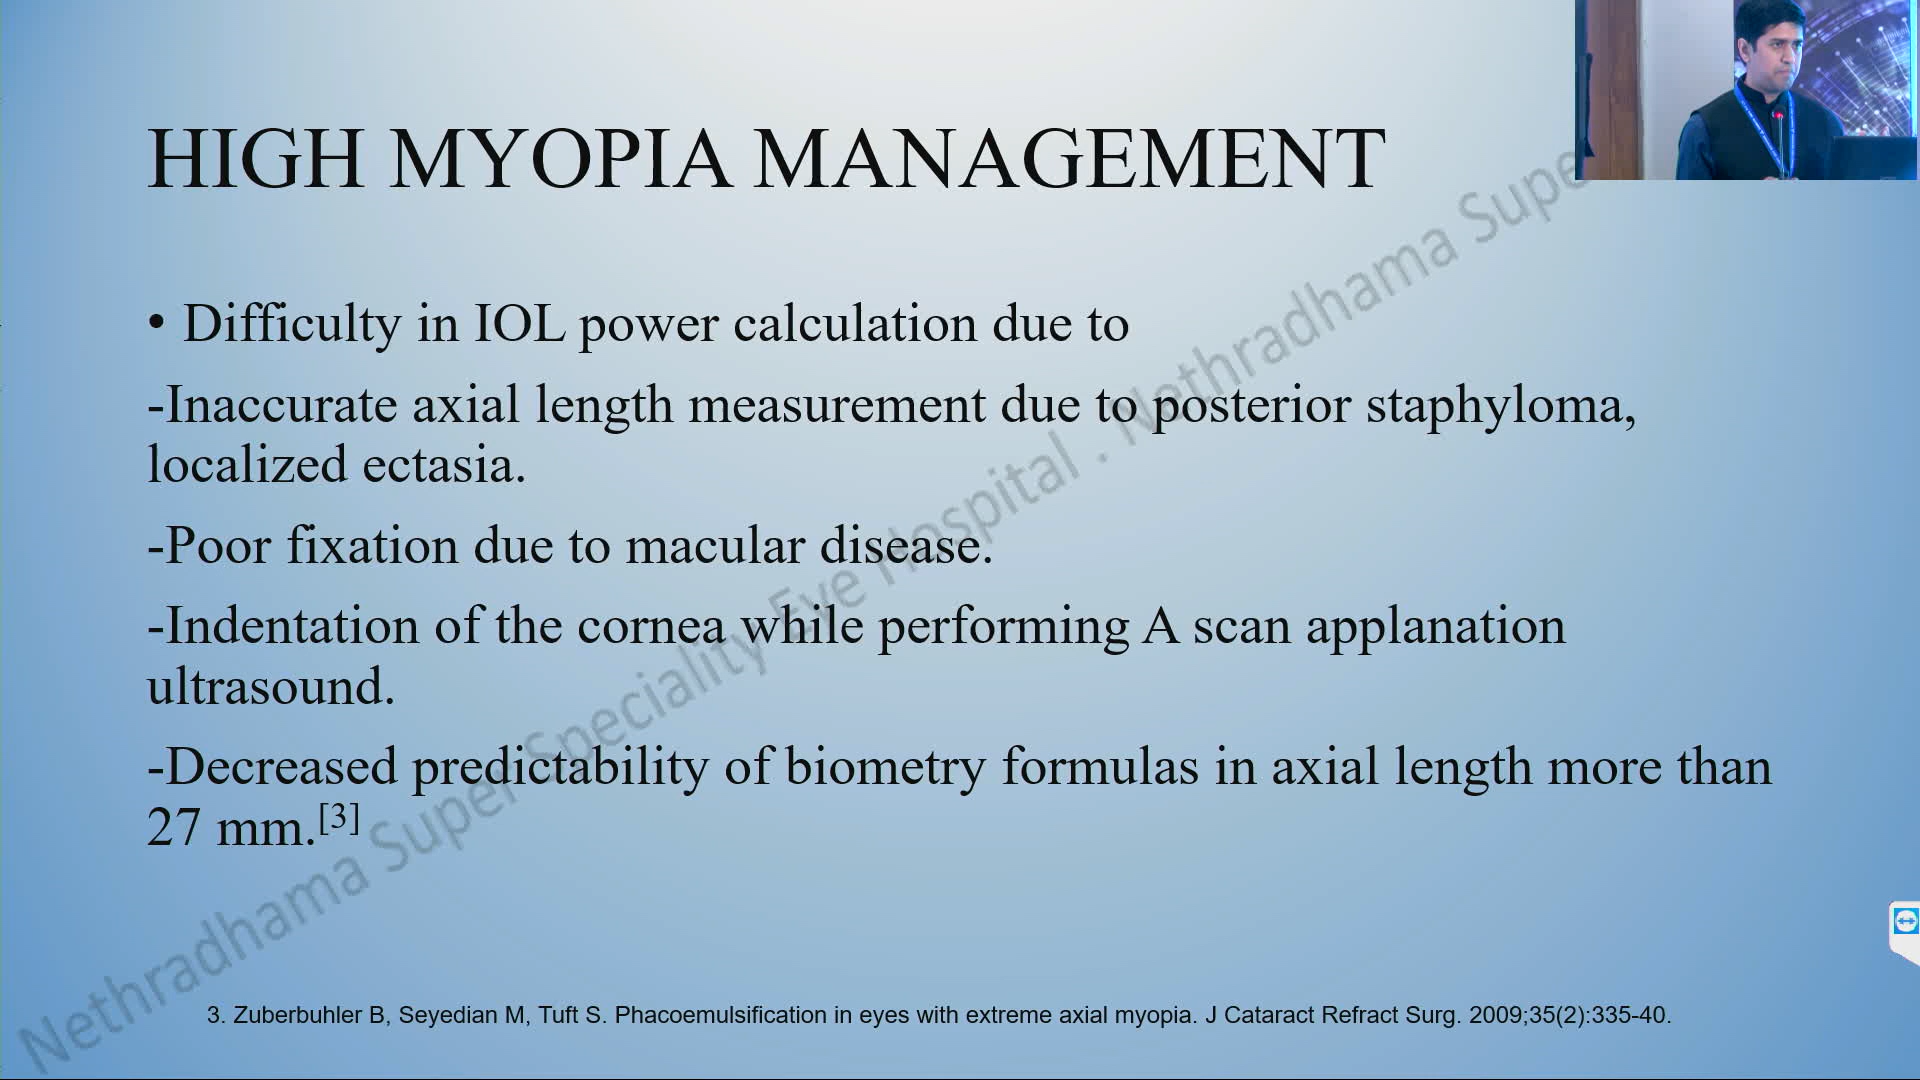 HIGH MYOPIA MANAGEMENT
• Difficulty in IOL power calculation due to
-Inaccurate axial length measurement due to posterior staphyloma,
localized ectasia.
-Poor fixation due to macular disease.
-Indentation of the cornea while performing A scan applanation
ultrasound.
-Decreased predictability of biometry formulas in axial length more than
27 mm.[3]
3. Zuberbuhler B, Seyedian M, Tuft S. Phacoemulsification in eyes with extreme axial myopia. J Cataract Refract Surg. 2009;35(2):335-40.
Nethradhama Super Speciality Eye Hospital . Nethradhama Supe